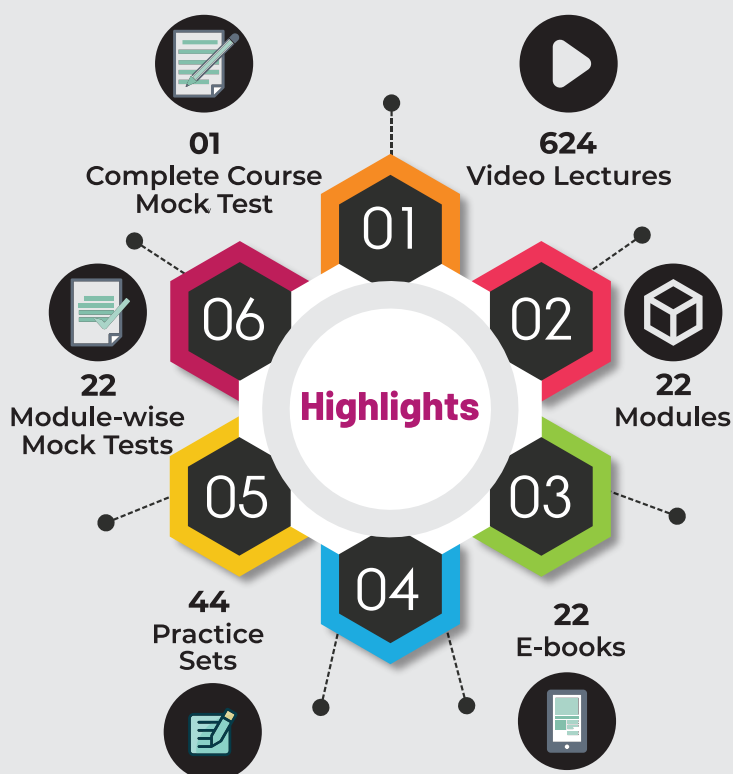 01
Complete Course
Mock Test
624
Video Lectures
01
06
02
22
Module-wise
Mock Tests
Highlights
22
Modules
05
03
04
44
Practice
Sets
22
E-books